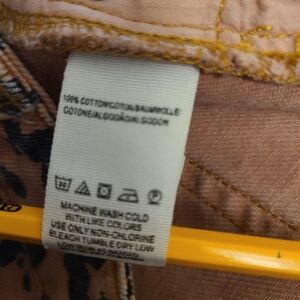 100% COTTON/COTON/BAUMWOLLE/
COTONE/ALGODÃO/ALGODÓN
30
MACHINE WASH COLD
WITH LIKE COLORS
USE ONLY NON-CHLORINE
BLEACH TUMBLE DRY LOW